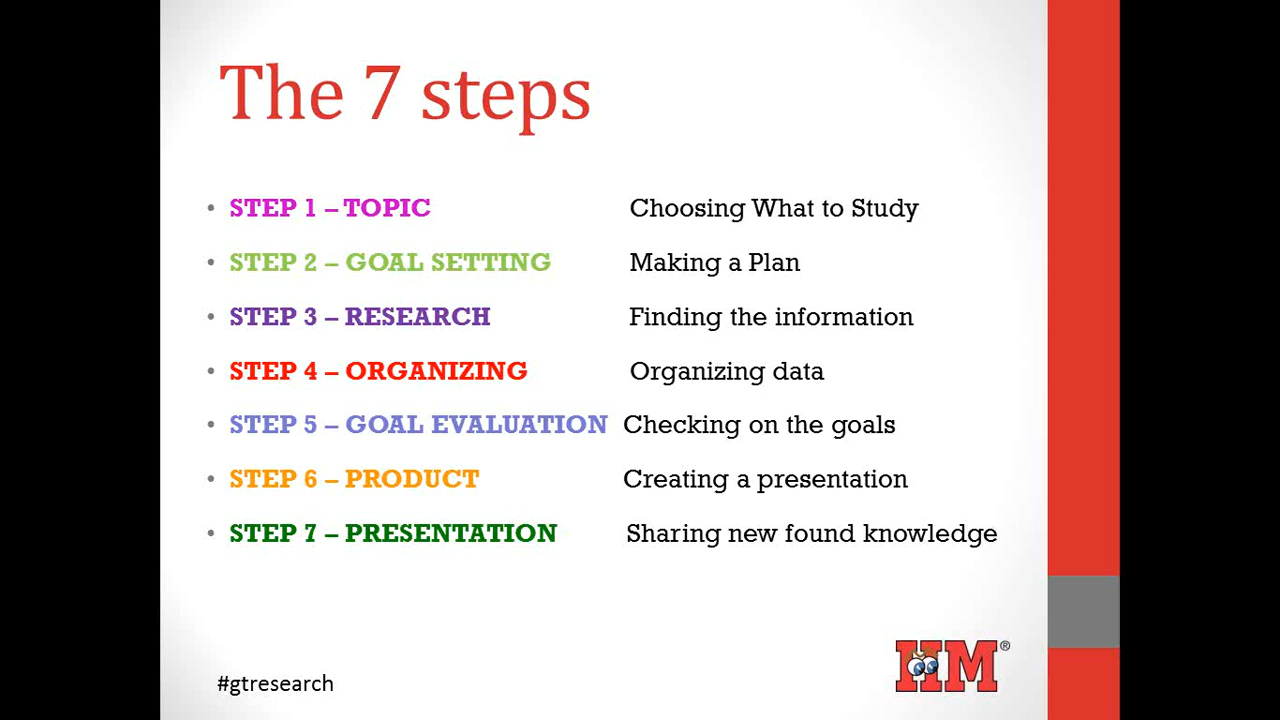 The 7 steps
• STEP 1 – TOPIC Choosing What to Study
• STEP 2 – GOAL SETTING Making a Plan
• STEP 3 – RESEARCH Finding the information
• STEP 4 – ORGANIZING Organizing data
• STEP 5 – GOAL EVALUATION Checking on the goals
• STEP 6 – PRODUCT Creating a presentation
• STEP 7 – PRESENTATION Sharing new found knowledge
HM®
#gtresearch